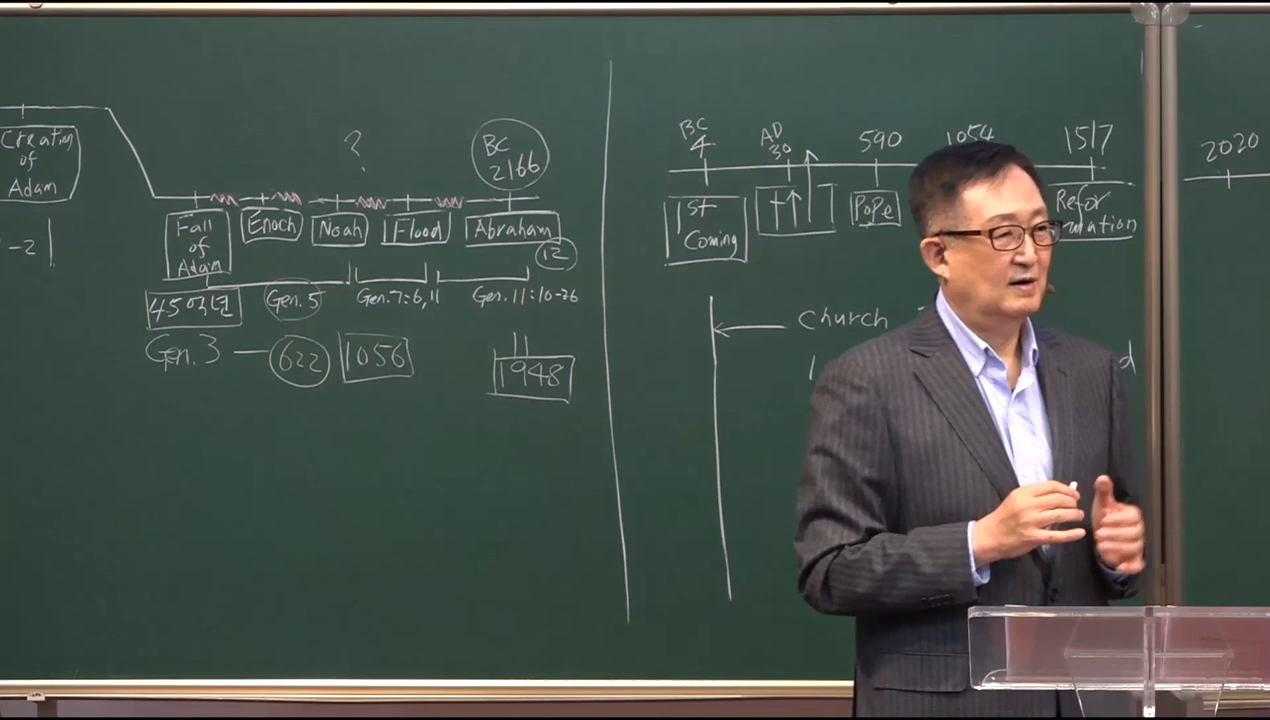 Creation
of
Adam
-2
?
BC
2166
Fall
of
Adam
Enoch
Noah
Flood
Abraham
12
45억년
Gen. 5
Gen. 7:6, 11
Gen. 11:10-26
Gen. 3 — 622
1056
11
1948
BC
4
AD
30
590
1054
1517
2020
1st
Coming
PoPe
Refor
mation
church